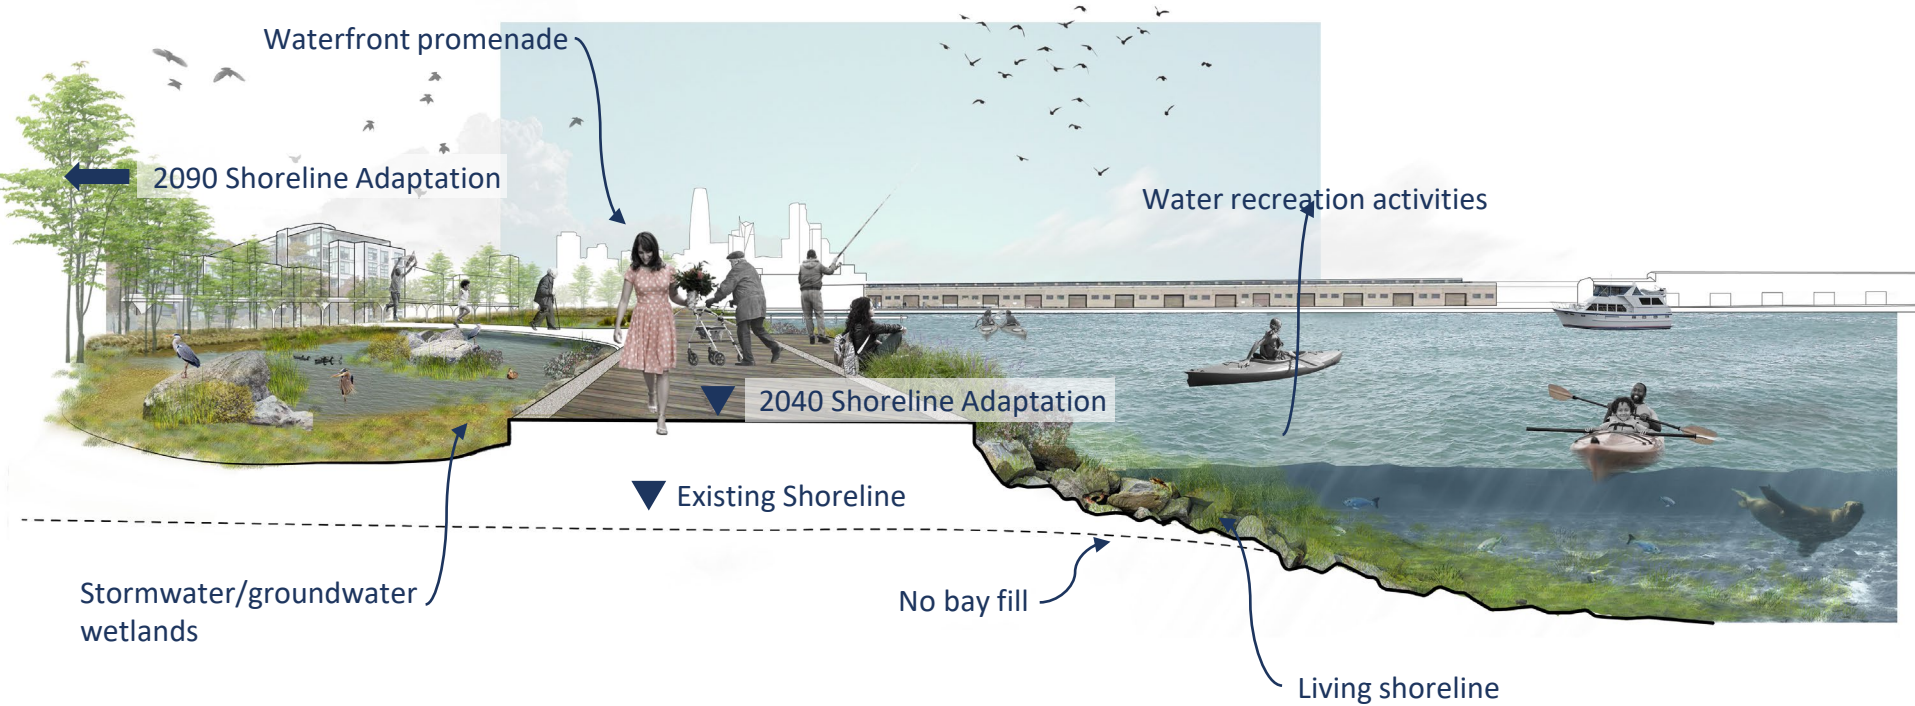 Waterfront promenade
2090 Shoreline Adaptation
Water recreation activities
2040 Shoreline Adaptation
Existing Shoreline
Stormwater/groundwater
wetlands
No bay fill
Living shoreline